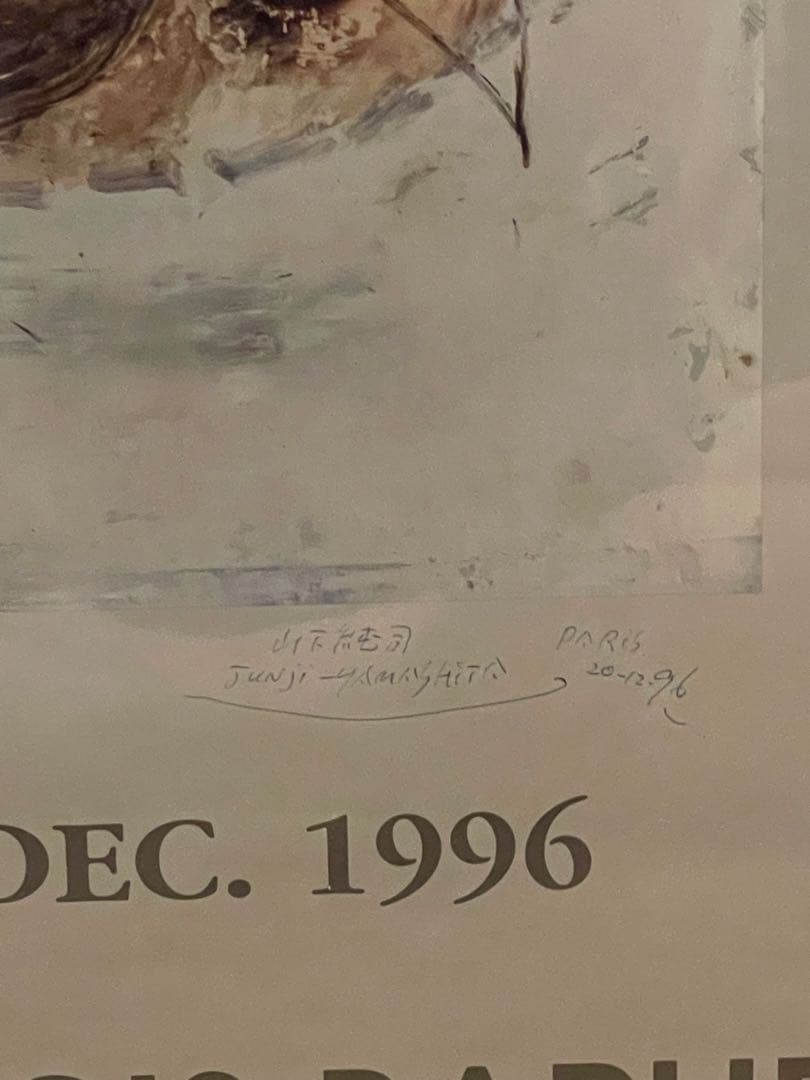 山下純司 PARIS
JUNJI-YAMASHITA 20-12.96
DEC. 1996